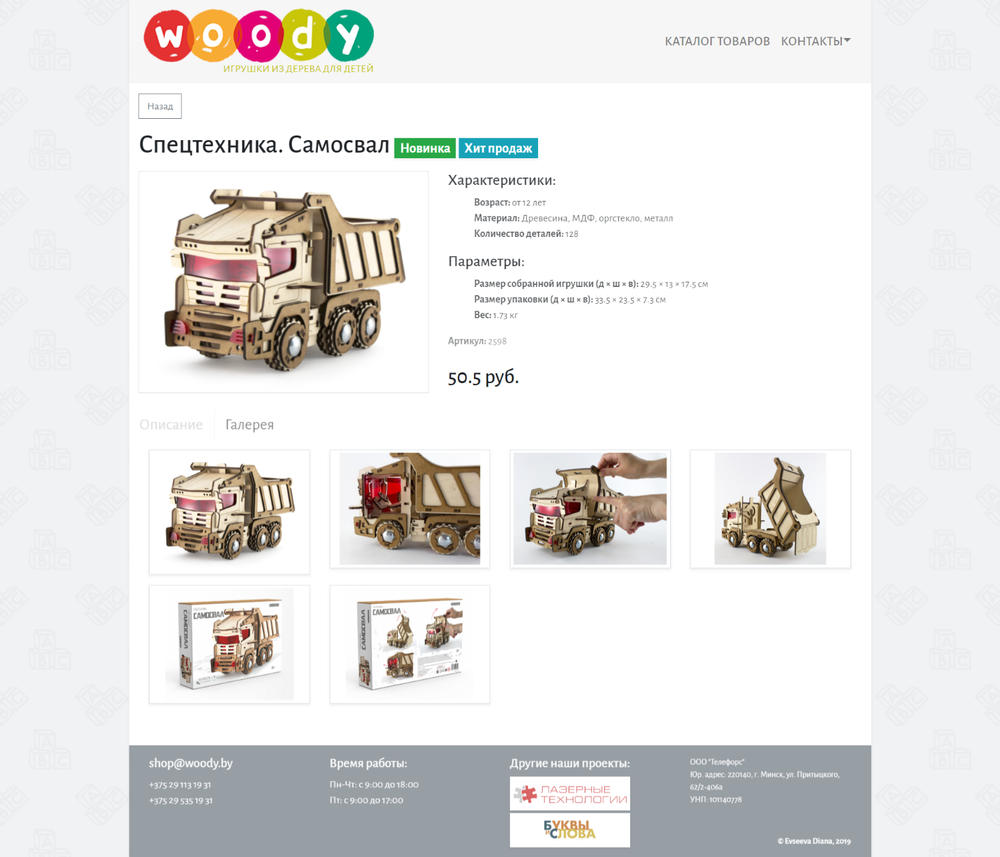 woody
ИГРУШКИ ИЗ ДЕРЕВА ДЛЯ ДЕТЕЙ
КАТАЛОГ ТОВАРОВ КОНТАКТЫ
Назад
Спецтехника. Самосвал Новинка Хит продаж
Характеристики:
Возраст: от 12 лет
Материал: Древесина, МДФ, оргстекло, металл
Количество деталей: 128
Параметры:
Размер собранной игрушки (д × ш × в): 29.5 × 13 × 17.5 см
Размер упаковки (д × ш × в): 33.5 × 23.5 × 7.3 см
Вес: 1.73 кг
Артикул: 2598
50.5 руб.
Описание Галерея
САМОСВАЛ
САМОСВАЛ
САМОСВАЛ
САМОСВАЛ
shop@woody.by
+375 29 113 19 31
+375 29 535 19 31
Время работы:
Пн-Чт: с 9:00 до 18:00
Пт: с 9:00 до 17:00
Другие наши проекты:
ЛАЗЕРНЫЕ
ТЕХНОЛОГИИ
БУКВЫ
И СЛОВА
ООО "Телефорс"
Юр. адрес: 220140, г. Минск, ул. Притыцкого,
62/2-406а
УНП: 101140778
© Evseeva Diana, 2019